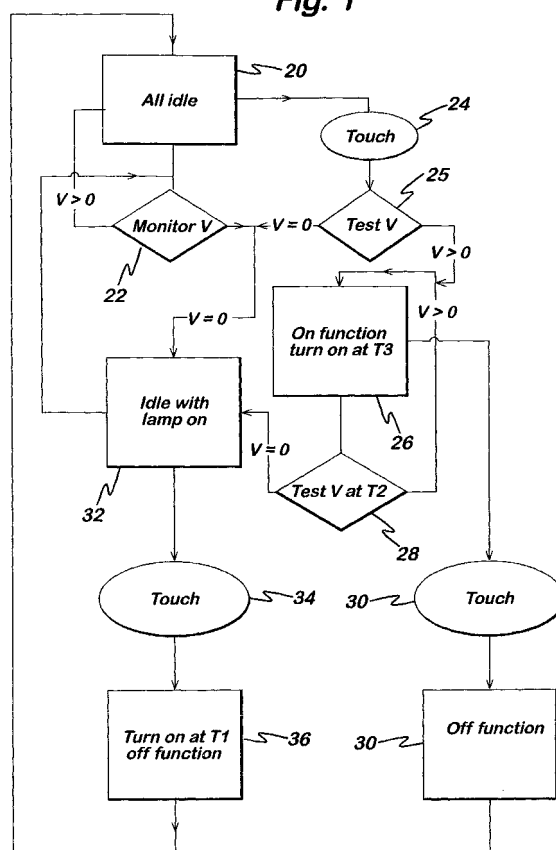 Fig. 1
20
All idle
24
Touch
25
V > 0
Monitor V
V = 0
Test V
22
V > 0
V > 0
V = 0
On function
turn on at T3
Idle with
lamp on
26
V = 0
32
Test V at T2
28
Touch
34
30
Touch
Turn on at T1
off function
36
30
Off function